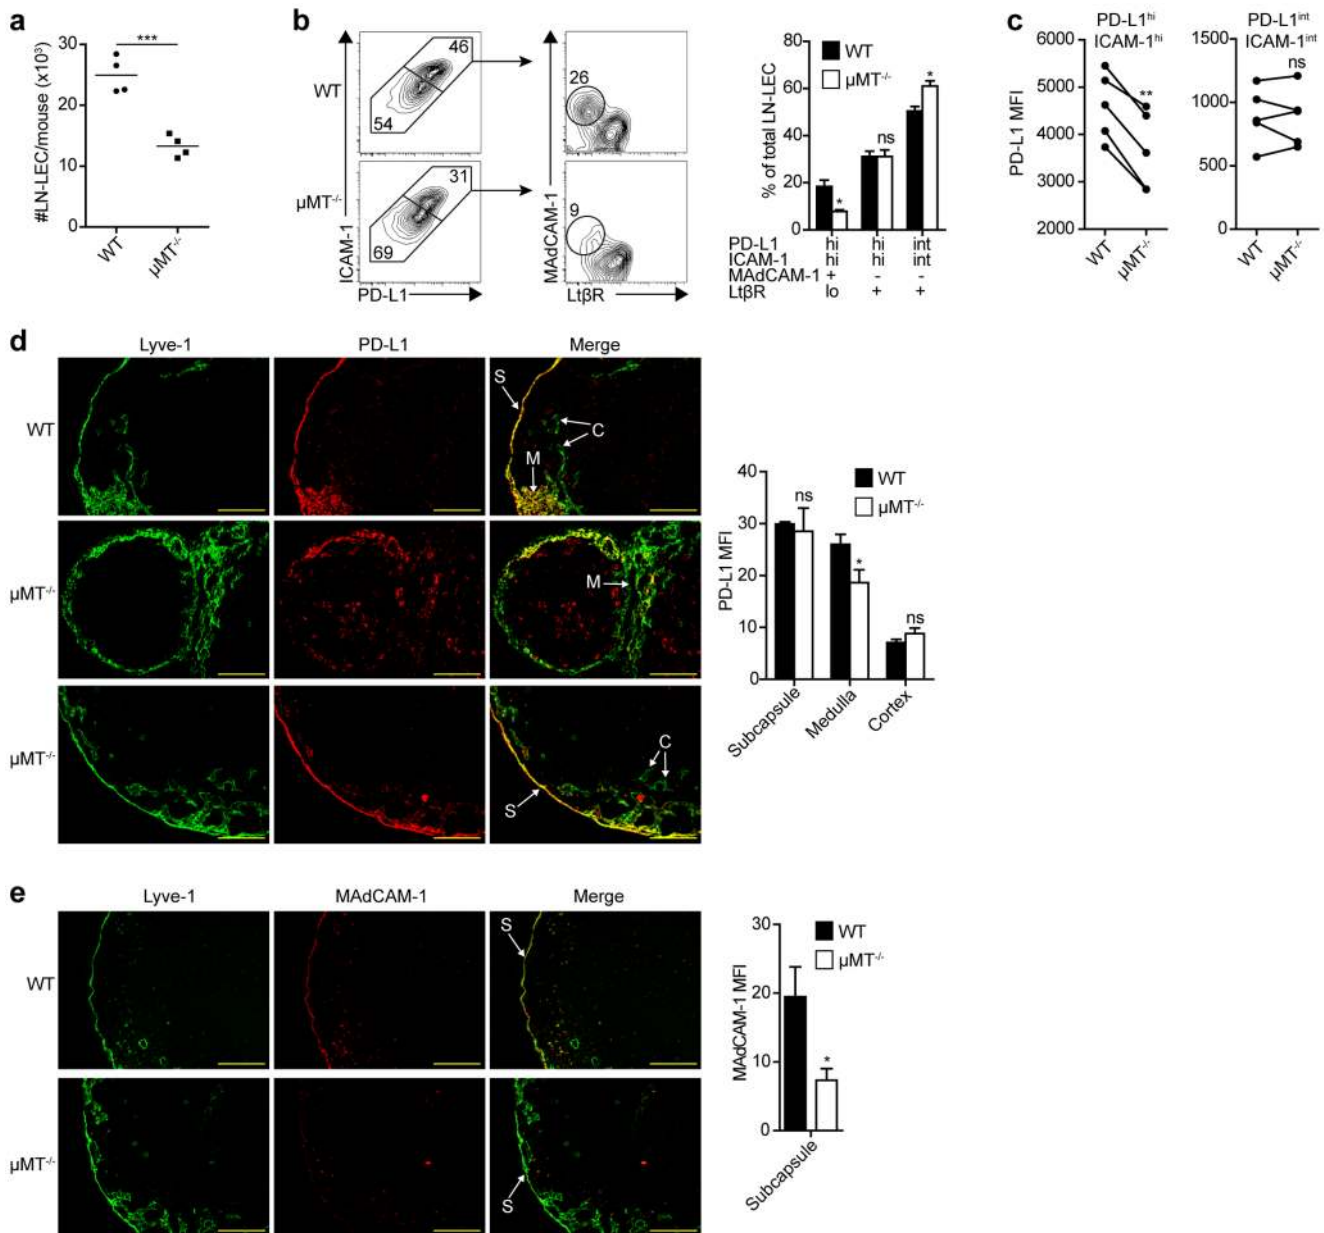 a
***
#LN-LEC/mouse (x10³)
30
20
10
0
WT
µMT⁻/⁻
b
WT
46
54
26
µMT⁻/⁻
31
69
9
ICAM-1
PD-L1
MAdCAM-1
LtβR
% of total LN-LEC
80
60
40
20
0
WT
µMT⁻/⁻
*
ns
*
PD-L1 hi hi int
ICAM-1 hi hi int
MAdCAM-1 + - -
LtβR lo + +
c
PD-L1ʰⁱ
ICAM-1ʰⁱ
PD-L1 MFI
6000
5000
4000
3000
2000
**
WT
µMT⁻/⁻
PD-L1ⁱⁿᵗ
ICAM-1ⁱⁿᵗ
ns
1500
1000
500
0
WT
µMT⁻/⁻
d
Lyve-1 PD-L1 Merge
WT
S
C
M
µMT⁻/⁻
M
µMT⁻/⁻
C
S
PD-L1 MFI
40
30
20
10
0
WT
µMT⁻/⁻
ns
*
ns
Subcapsule
Medulla
Cortex
e
Lyve-1 MAdCAM-1 Merge
WT
S
µMT⁻/⁻
S
MAdCAM-1 MFI
30
20
10
0
WT
µMT⁻/⁻
*
Subcapsule